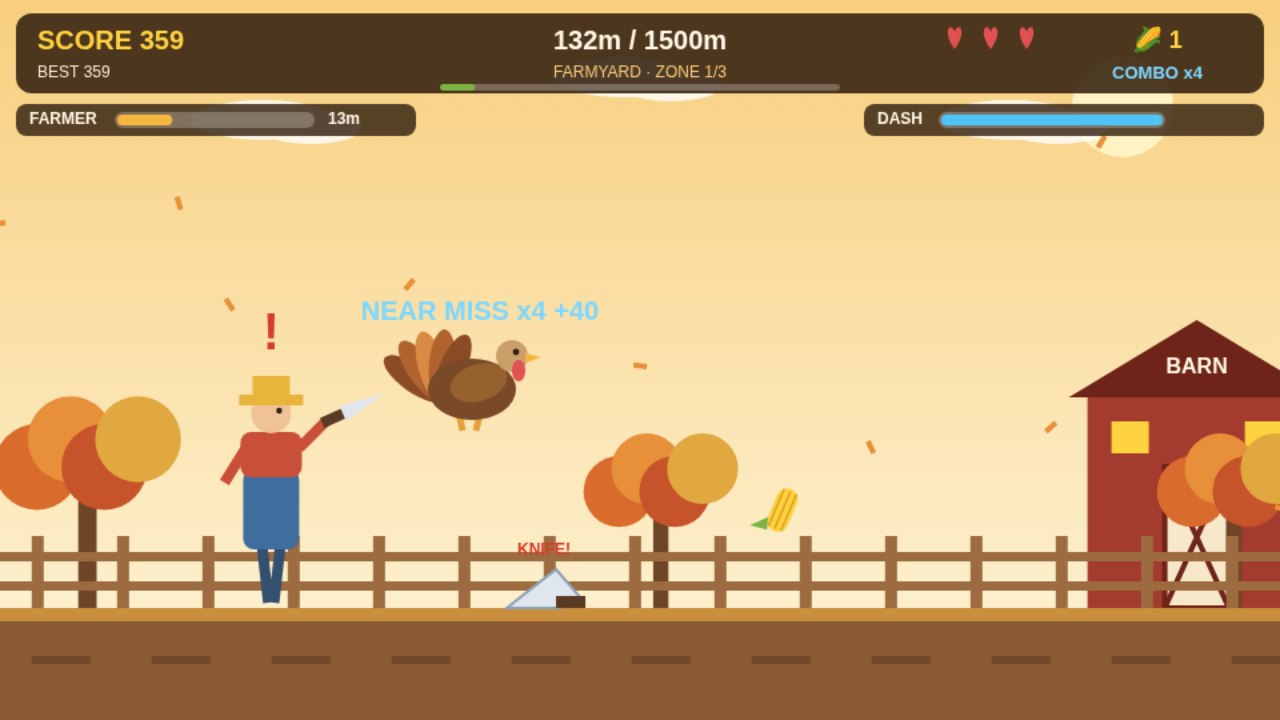 SCORE 359
BEST 359
132m / 1500m
FARMYARD · ZONE 1/3
1
COMBO x4
FARMER 13m
DASH
NEAR MISS x4 +40
!
BARN
KNIFE!